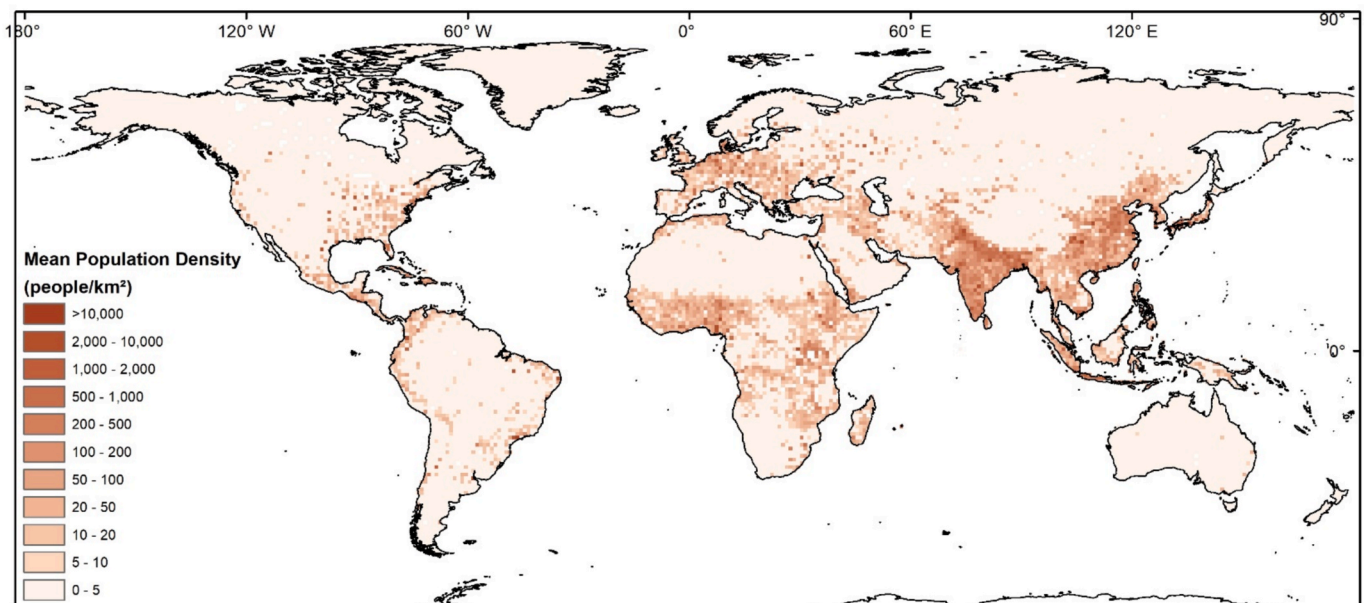 180° 120° W 60° W 0° 60° E 120° E 90°
0°
Mean Population Density
(people/km²)
>10,000
2,000 - 10,000
1,000 - 2,000
500 - 1,000
200 - 500
100 - 200
50 - 100
20 - 50
10 - 20
5 - 10
0 - 5